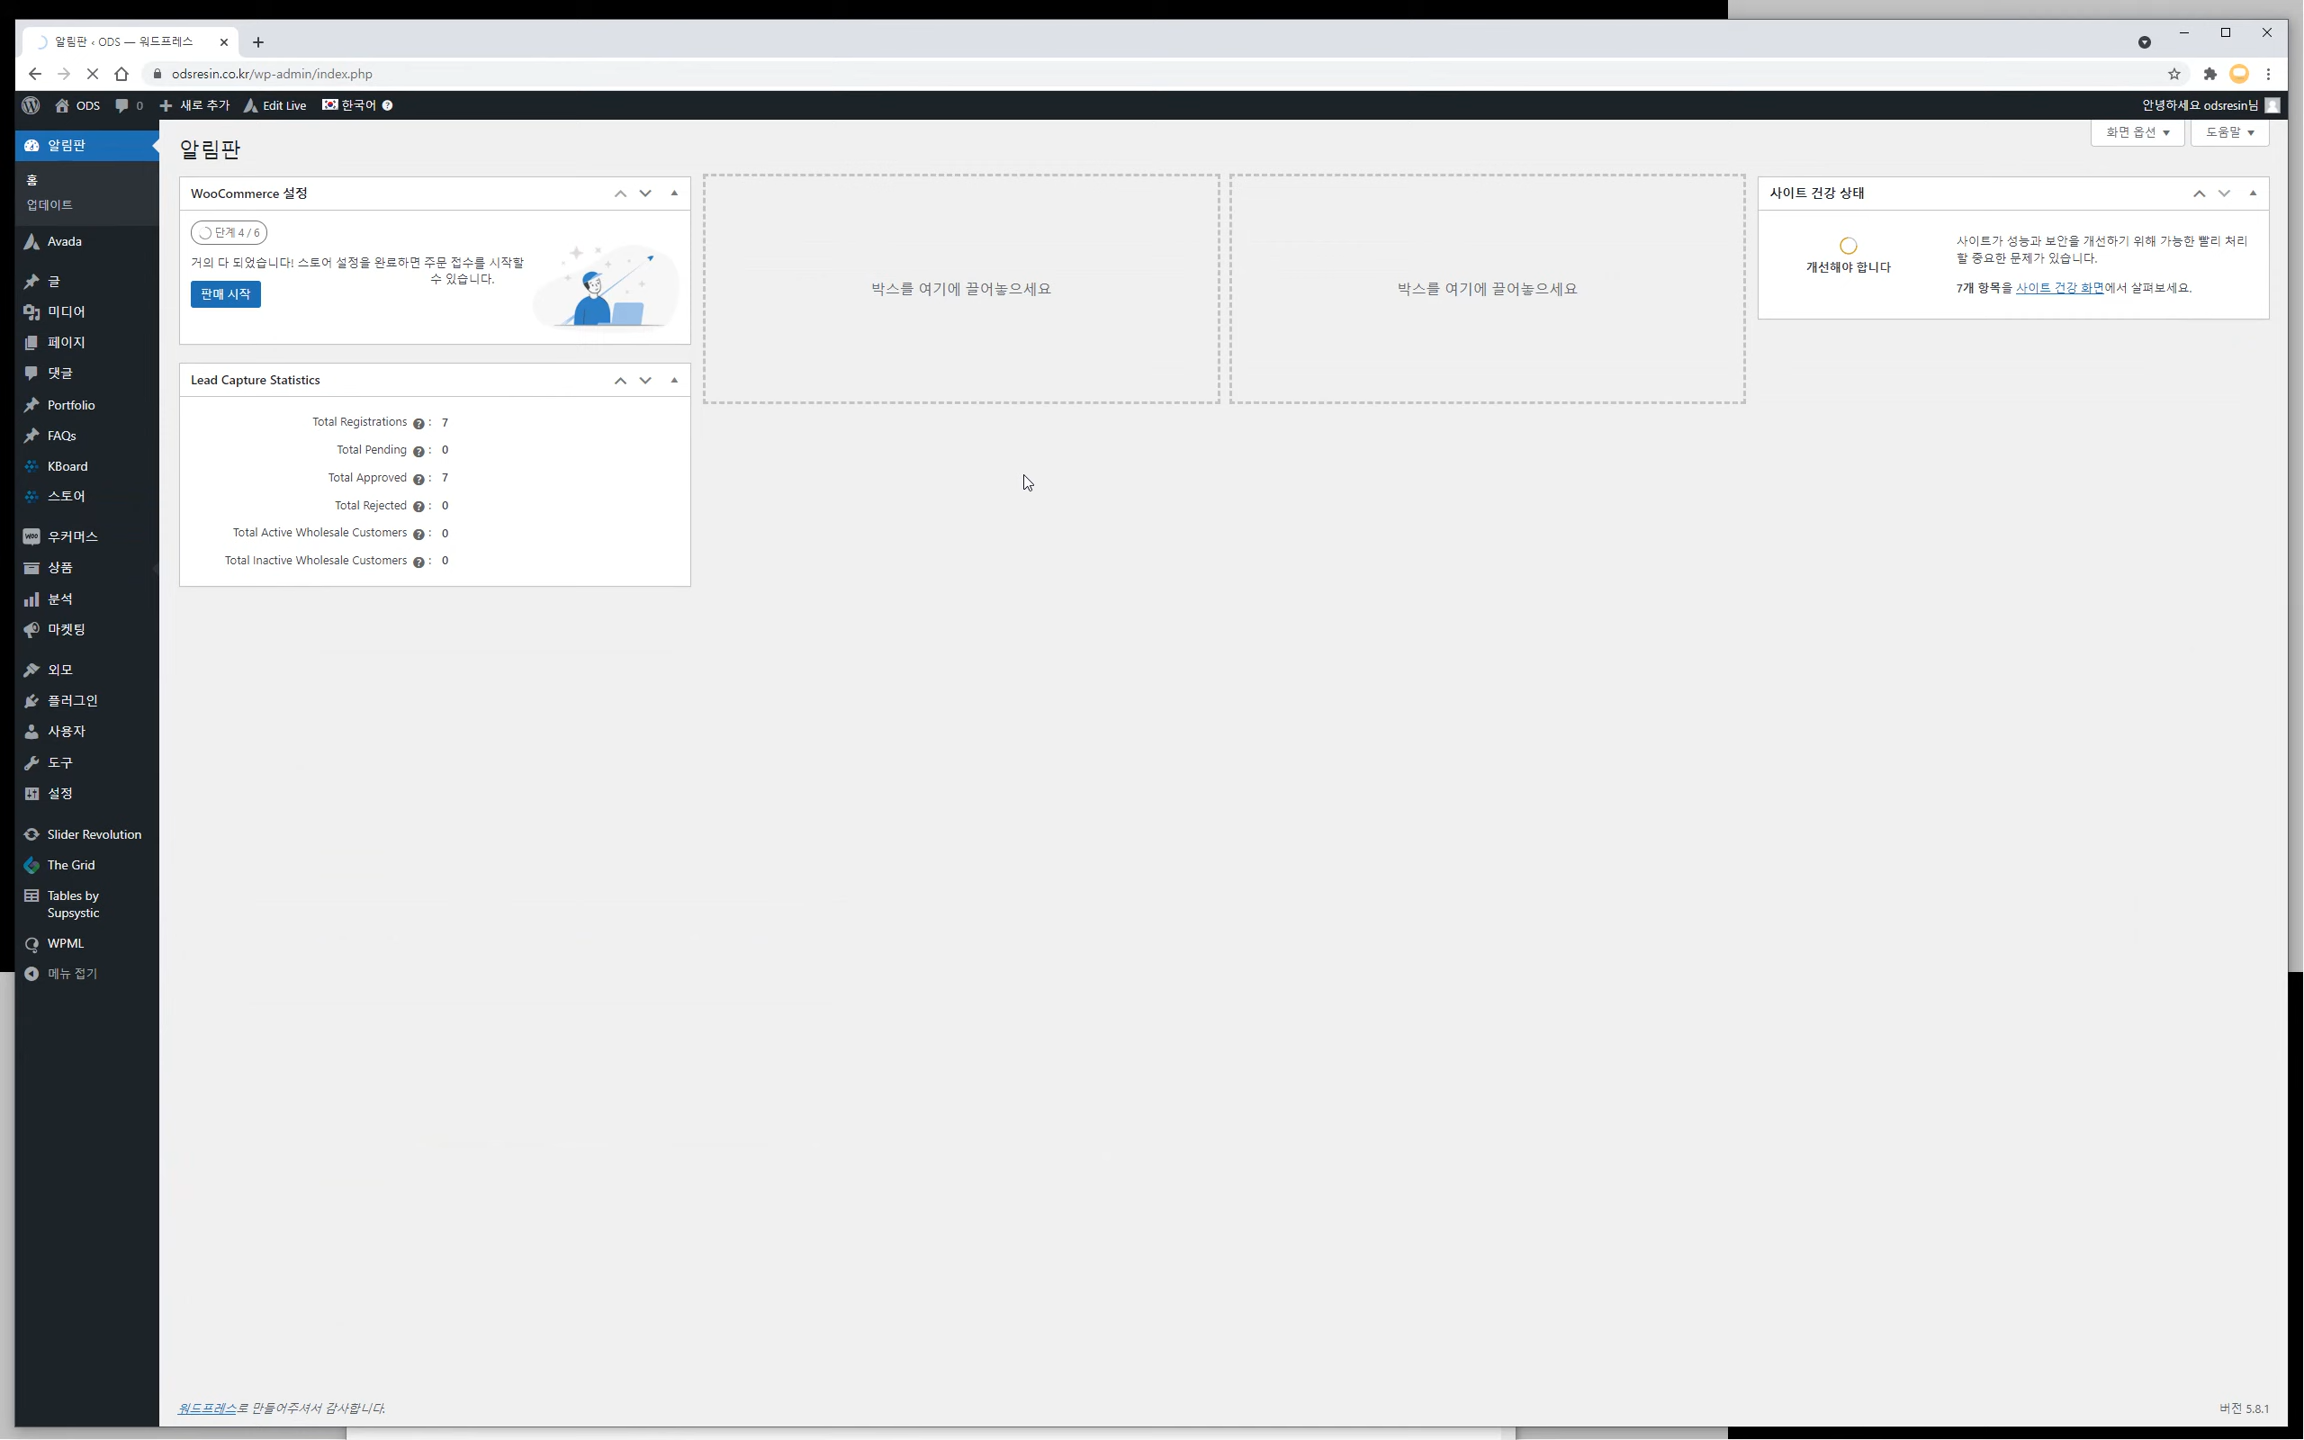 알림판 ‹ ODS — 워드프레스
odsresin.co.kr/wp-admin/index.php
ODS 0 새로 추가 Edit Live 한국어 안녕하세요 odsresin님
화면 옵션 도움말
알림판
홈
업데이트
Avada
글
미디어
페이지
댓글
Portfolio
FAQs
KBoard
스토어
우커머스
상품
분석
마켓팅
외모
플러그인
사용자
도구
설정
Slider Revolution
The Grid
Tables by
Supsystic
WPML
메뉴 접기
알림판
WooCommerce 설정
단계 4 / 6
거의 다 되었습니다! 스토어 설정을 완료하면 주문 접수를 시작할
수 있습니다.
판매 시작
Lead Capture Statistics
Total Registrations : 7
Total Pending : 0
Total Approved : 7
Total Rejected : 0
Total Active Wholesale Customers : 0
Total Inactive Wholesale Customers : 0
박스를 여기에 끌어놓으세요
박스를 여기에 끌어놓으세요
사이트 건강 상태
개선해야 합니다
사이트가 성능과 보안을 개선하기 위해 가능한 빨리 처리
할 중요한 문제가 있습니다.
7개 항목을 사이트 건강 화면에서 살펴보세요.
워드프레스로 만들어주셔서 감사합니다.
버전 5.8.1